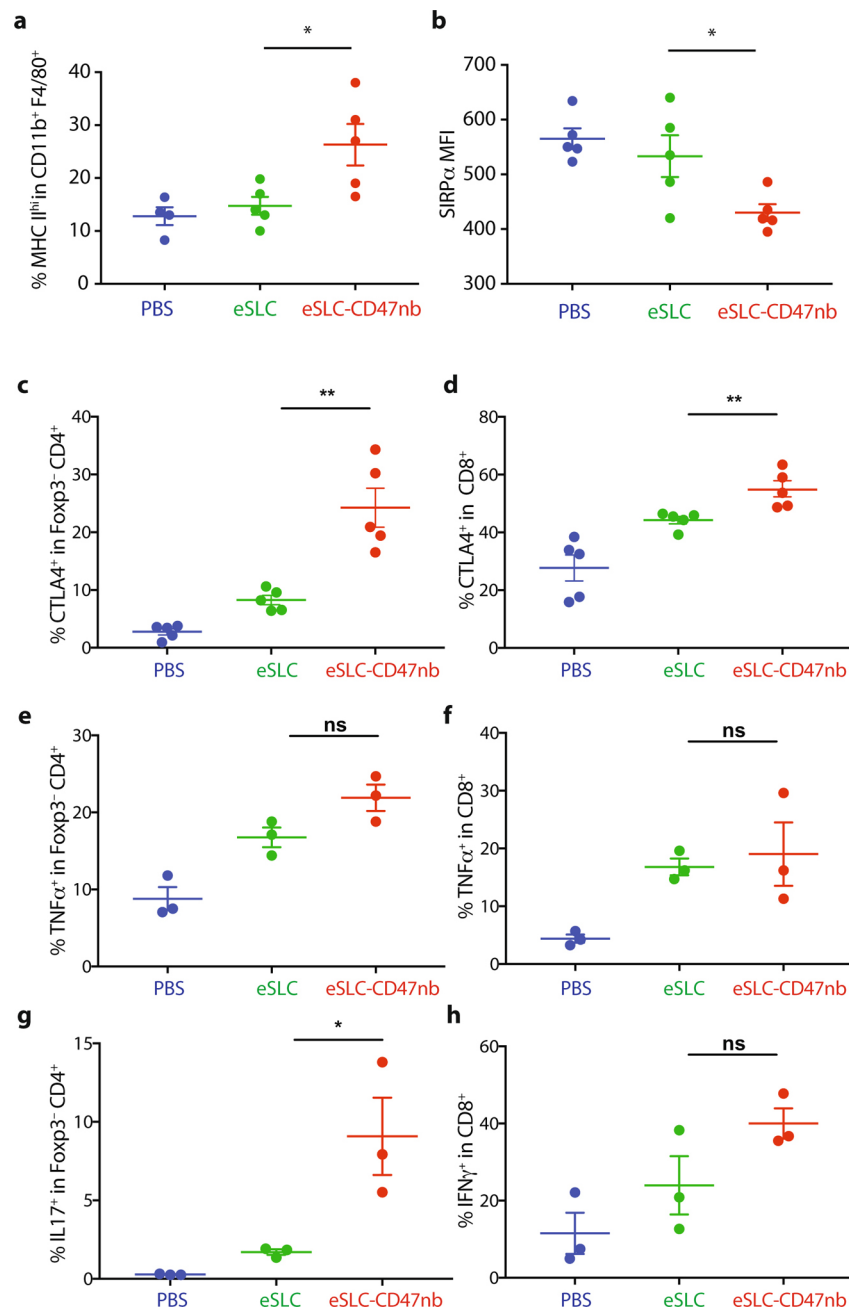 a
*
% MHC IIʰⁱ in CD11b⁺ F4/80⁺
40
30
20
10
0
PBS eSLC eSLC-CD47nb
b
*
SIRPα MFI
700
600
500
400
300
PBS eSLC eSLC-CD47nb
c
**
% CTLA4⁺ in Foxp3⁻ CD4⁺
40
30
20
10
0
PBS eSLC eSLC-CD47nb
d
**
% CTLA4⁺ in CD8⁺
80
60
40
20
0
PBS eSLC eSLC-CD47nb
e
ns
% TNFα⁺ in Foxp3⁻ CD4⁺
30
20
10
0
PBS eSLC eSLC-CD47nb
f
ns
% TNFα⁺ in CD8⁺
40
30
20
10
0
PBS eSLC eSLC-CD47nb
g
*
% IL17⁺ in Foxp3⁻ CD4⁺
15
10
5
0
PBS eSLC eSLC-CD47nb
h
ns
% IFNγ⁺ in CD8⁺
60
40
20
0
PBS eSLC eSLC-CD47nb